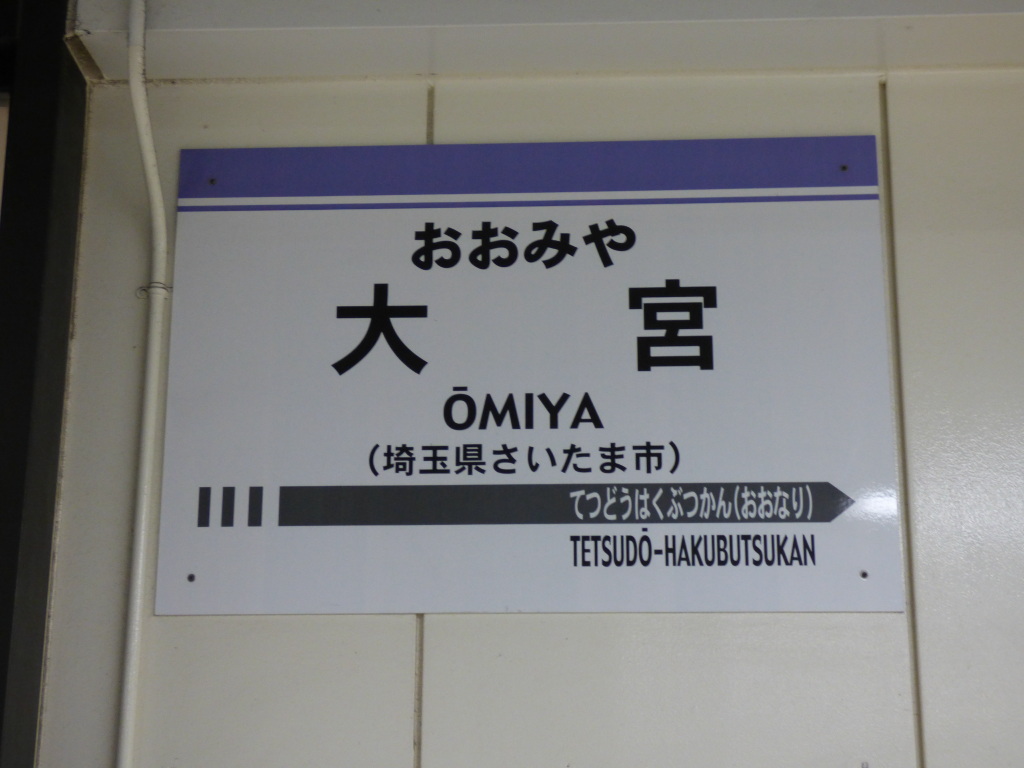 おおみや
大宮
ŌMIYA
(埼玉県さいたま市)
てつどうはくぶつかん(おおなり)
TETSUDŌ-HAKUBUTSUKAN